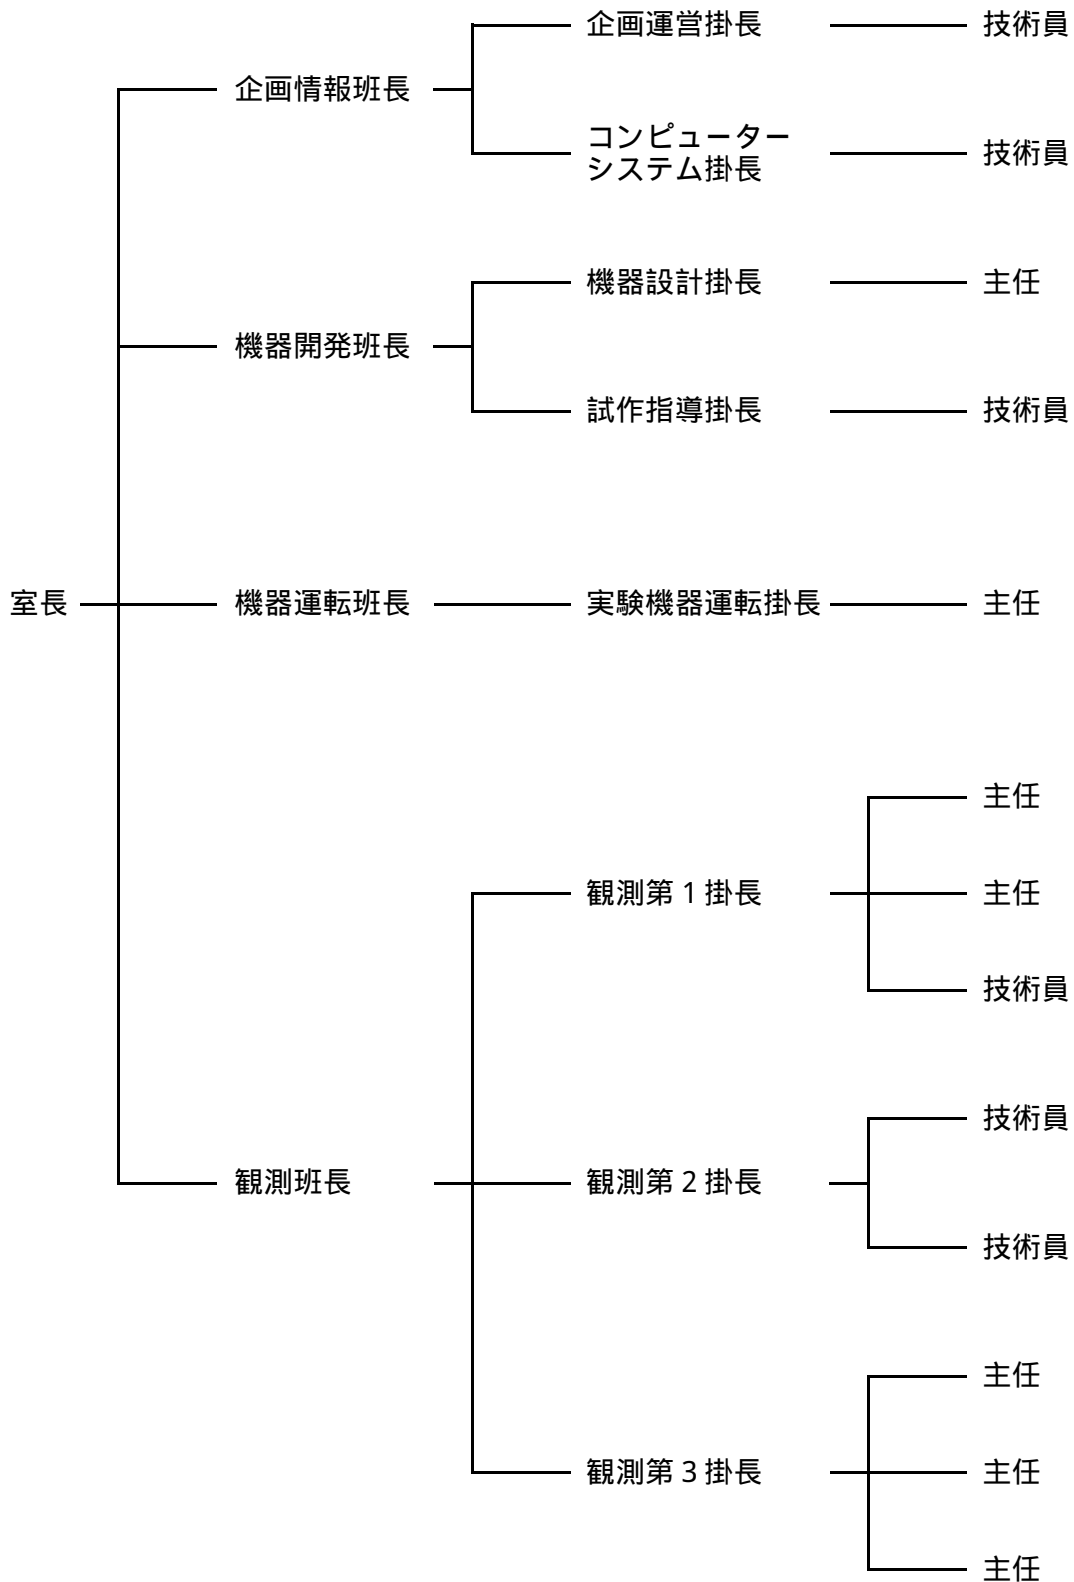 企画運営掛長
技術員
企画情報班長
コンピューター
システム掛長
技術員
機器設計掛長
主任
機器開発班長
試作指導掛長
技術員
室長
機器運転班長
実験機器運転掛長
主任
主任
観測第1掛長
主任
技術員
技術員
観測班長
観測第2掛長
技術員
主任
観測第3掛長
主任
主任